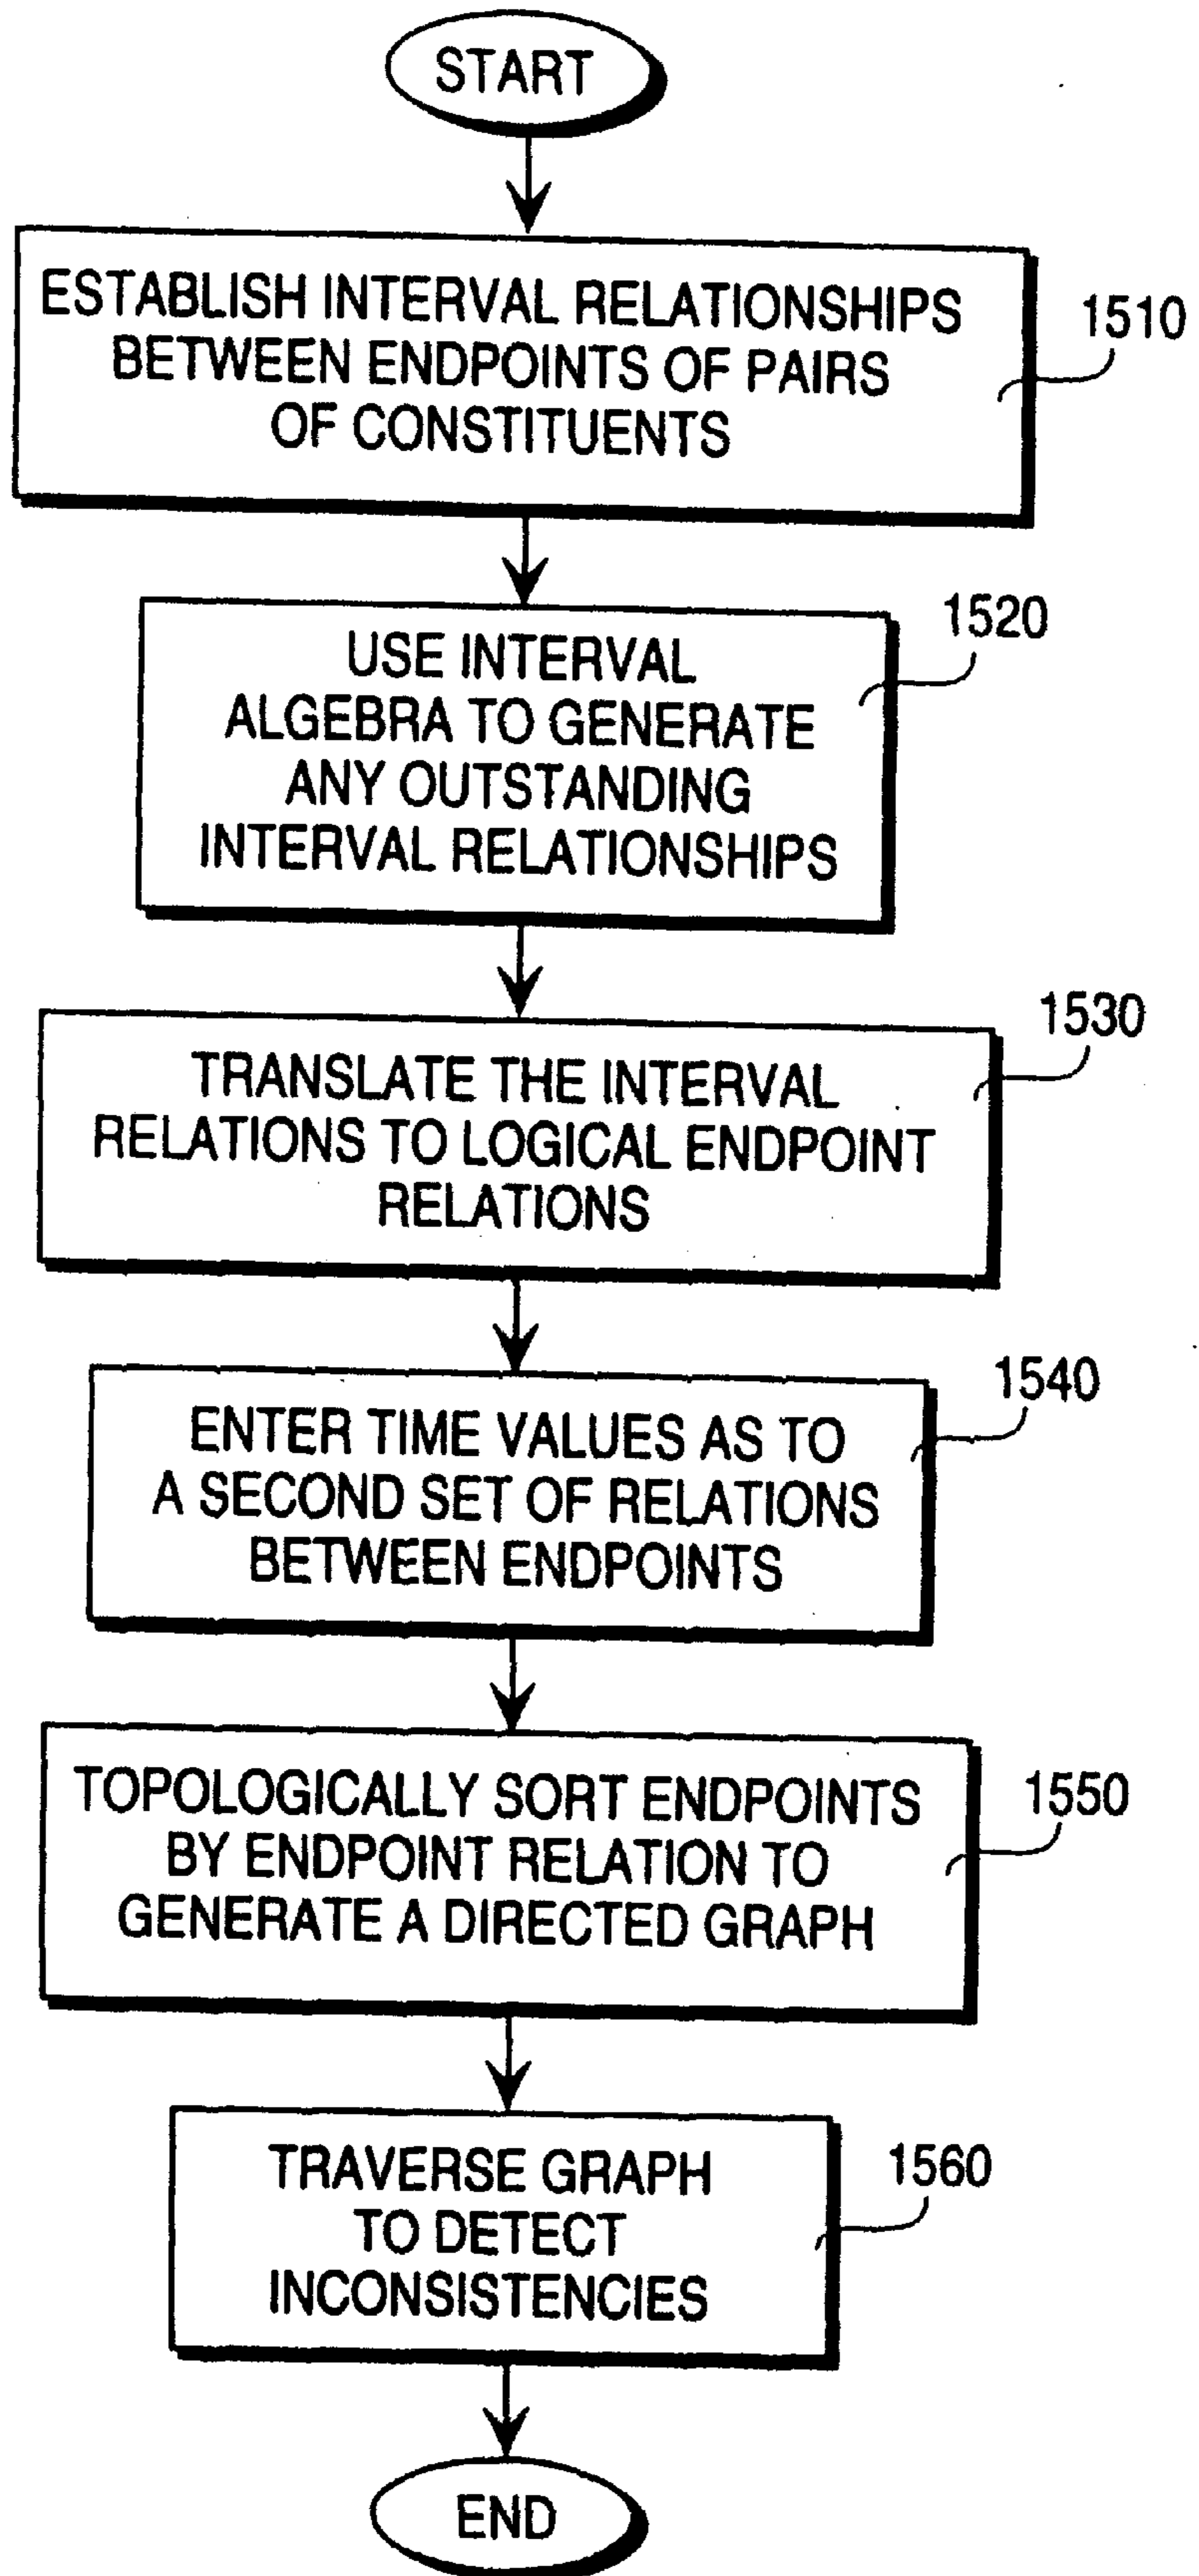 START
ESTABLISH INTERVAL RELATIONSHIPS
BETWEEN ENDPOINTS OF PAIRS
OF CONSTITUENTS
1510
USE INTERVAL
ALGEBRA TO GENERATE
ANY OUTSTANDING
INTERVAL RELATIONSHIPS
1520
TRANSLATE THE INTERVAL
RELATIONS TO LOGICAL ENDPOINT
RELATIONS
1530
ENTER TIME VALUES AS TO
A SECOND SET OF RELATIONS
BETWEEN ENDPOINTS
1540
TOPOLOGICALLY SORT ENDPOINTS
BY ENDPOINT RELATION TO
GENERATE A DIRECTED GRAPH
1550
TRAVERSE GRAPH
TO DETECT
INCONSISTENCIES
1560
END